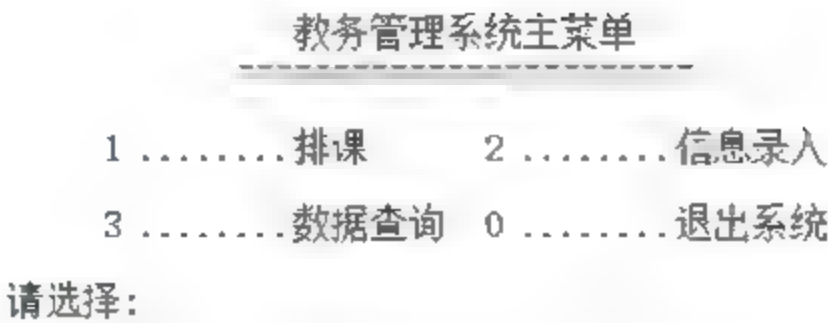 教务管理系统主菜单
------------------------
1 ........排课 2 ........信息录入
3 ........数据查询 0 ........退出系统
请选择: